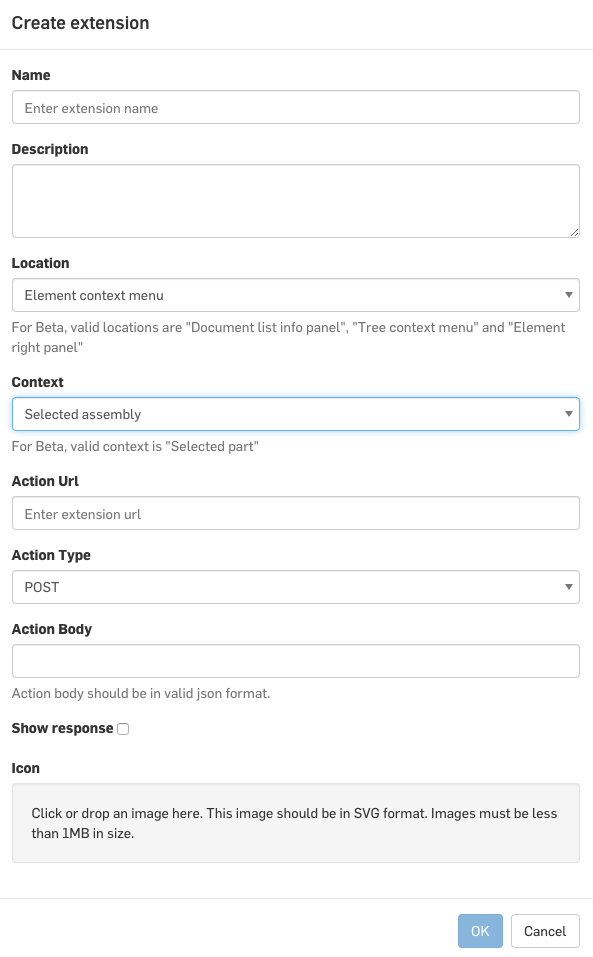 Create extension
Name
Enter extension name
Description
Location
Element context menu
For Beta, valid locations are "Document list info panel", "Tree context menu" and "Element
right panel"
Context
Selected assembly
For Beta, valid context is "Selected part"
Action Url
Enter extension url
Action Type
POST
Action Body
Action body should be in valid json format.
Show response
Icon
Click or drop an image here. This image should be in SVG format. Images must be less
than 1MB in size.
OK
Cancel